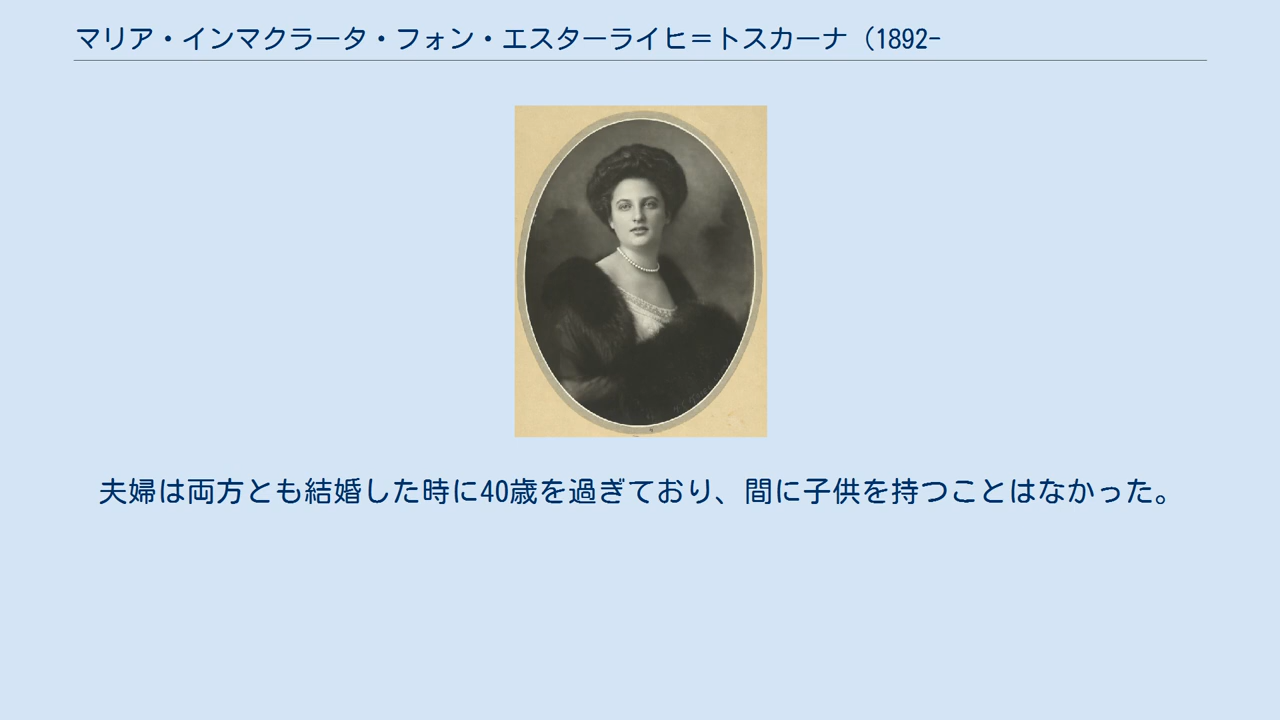 マリア・インマクラータ・フォン・エスターライヒ＝トスカーナ（1892-
夫婦は両方とも結婚した時に40歳を過ぎており、間に子供を持つことはなかった。